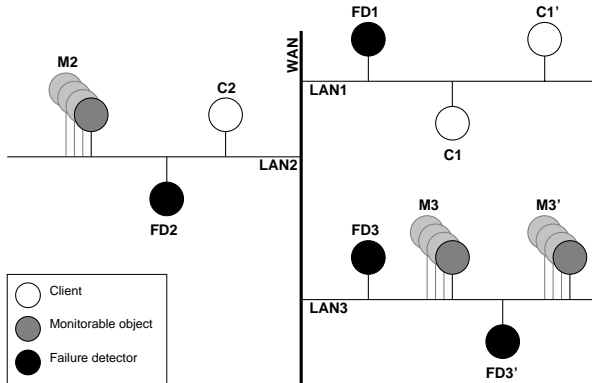 FD1
C1'
WAN
M2
C2
LAN1
C1
LAN2
FD2
M3
M3'
FD3
LAN3
FD3'
Client
Monitorable object
Failure detector